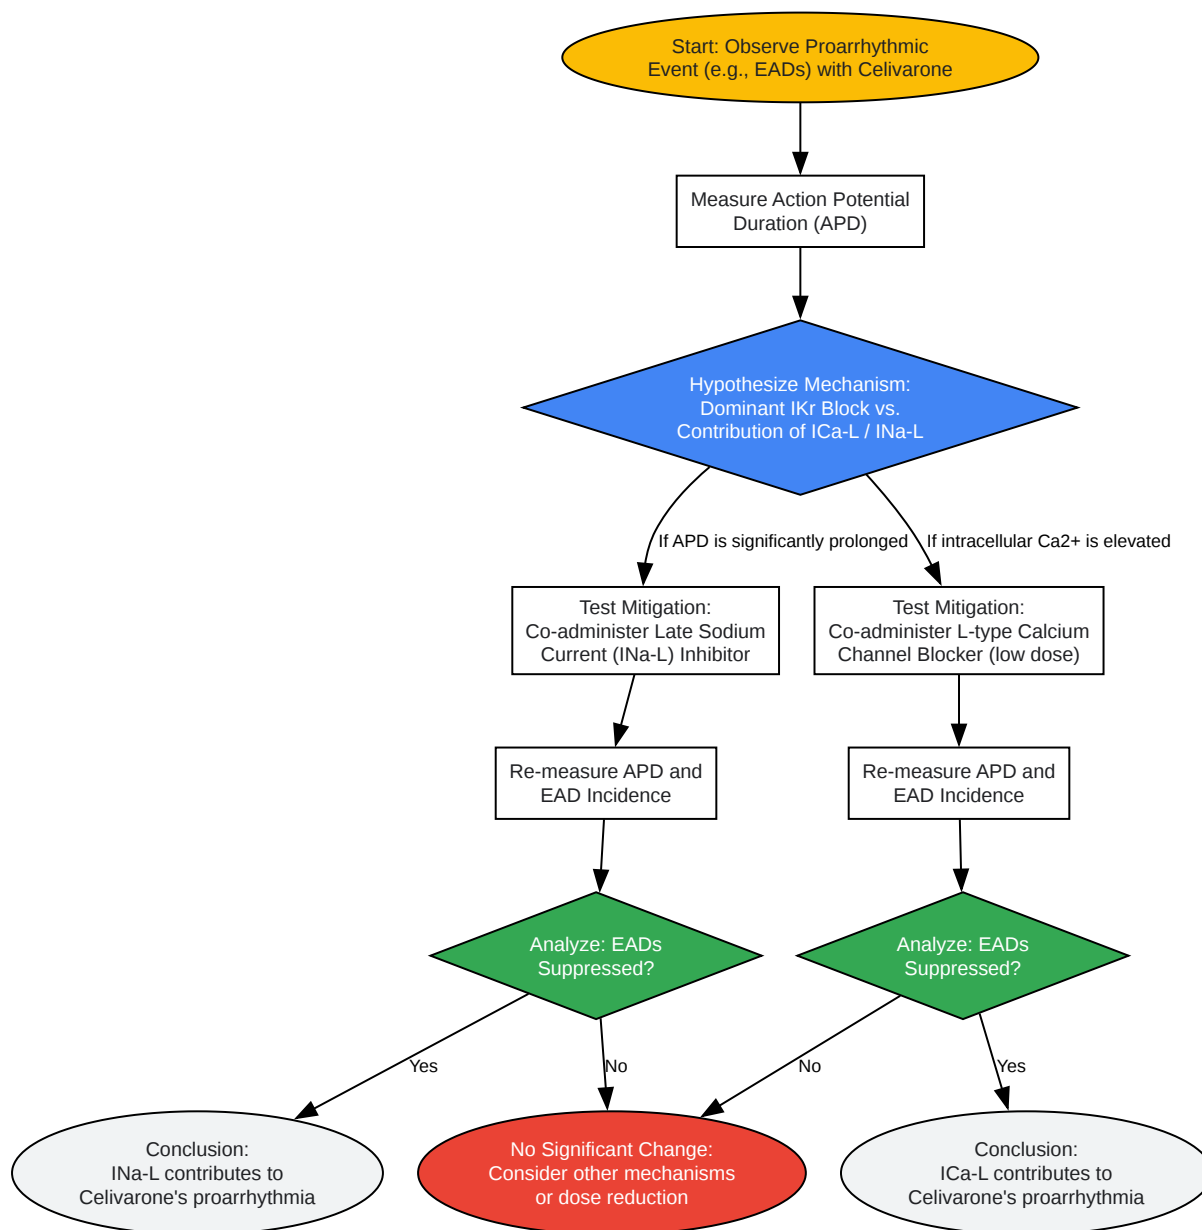 Start: Observe Proarrhythmic
Event (e.g., EADs) with Celivarone
Measure Action Potential
Duration (APD)
Hypothesize Mechanism:
Dominant IKr Block vs.
Contribution of ICa-L / INa-L
If APD is significantly prolonged
If intracellular Ca2+ is elevated
Test Mitigation:
Co-administer Late Sodium
Current (INa-L) Inhibitor
Test Mitigation:
Co-administer L-type Calcium
Channel Blocker (low dose)
Re-measure APD and
EAD Incidence
Re-measure APD and
EAD Incidence
Analyze: EADs
Suppressed?
Analyze: EADs
Suppressed?
Yes
No
No
Yes
Conclusion:
INa-L contributes to
Celivarone's proarrhythmia
No Significant Change:
Consider other mechanisms
or dose reduction
Conclusion:
ICa-L contributes to
Celivarone's proarrhythmia